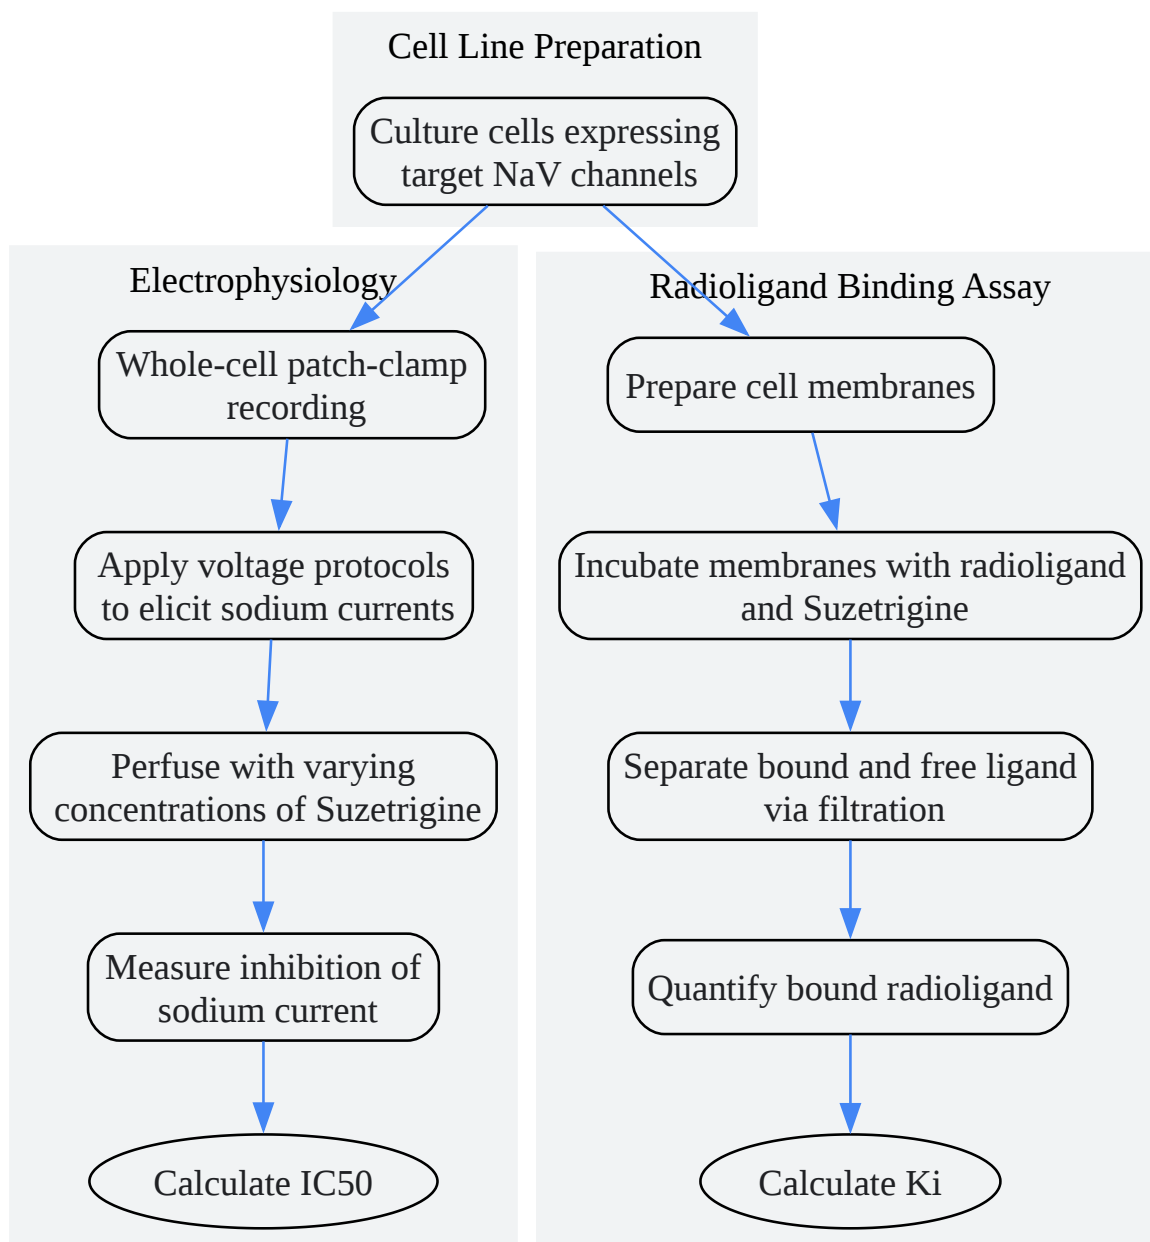 Cell Line Preparation
Culture cells expressing
target NaV channels
Electrophysiology
Whole-cell patch-clamp
recording
Apply voltage protocols
to elicit sodium currents
Perfuse with varying
concentrations of Suzetrigine
Measure inhibition of
sodium current
Calculate IC50
Radioligand Binding Assay
Prepare cell membranes
Incubate membranes with radioligand
and Suzetrigine
Separate bound and free ligand
via filtration
Quantify bound radioligand
Calculate Ki